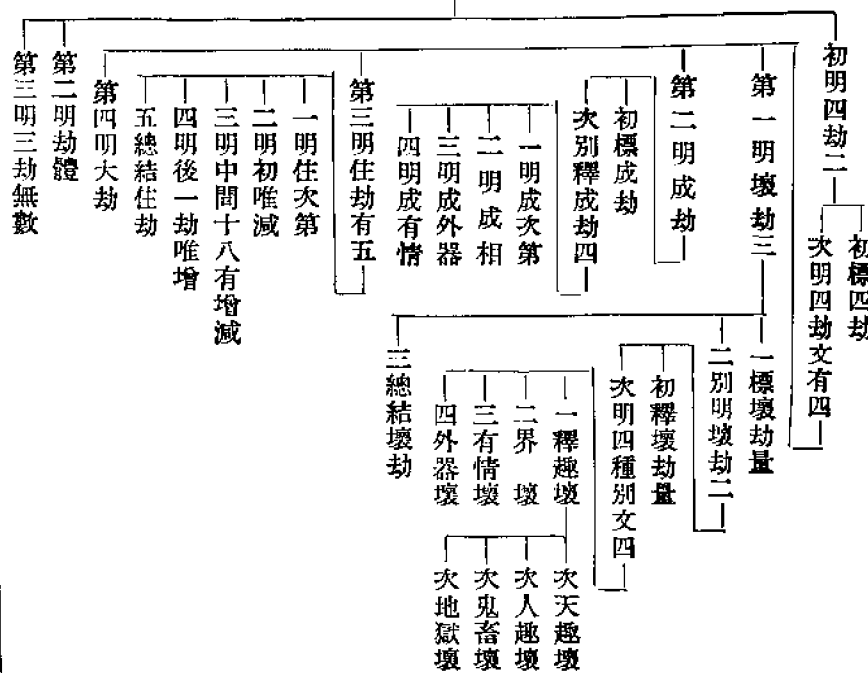 初明四劫二
初標四劫
次明四劫文有四
第一明壞劫三
一標壞劫量
二別明壞劫二
初釋壞劫量
次明四種別文四
一釋趣壞
次天趣壞
次人趣壞
次鬼畜壞
次地獄壞
二界壞
三有情壞
四外器壞
三總結壞劫
第二明成劫
初標成劫
次別釋成劫四
一明成次第
二明成相
三明成外器
四明成有情
第三明住劫有五
一明住次第
二明初唯減
三明中間十八有增減
四明後一劫唯增
五總結住劫
第四明大劫
第二明劫體
第三明三劫無數